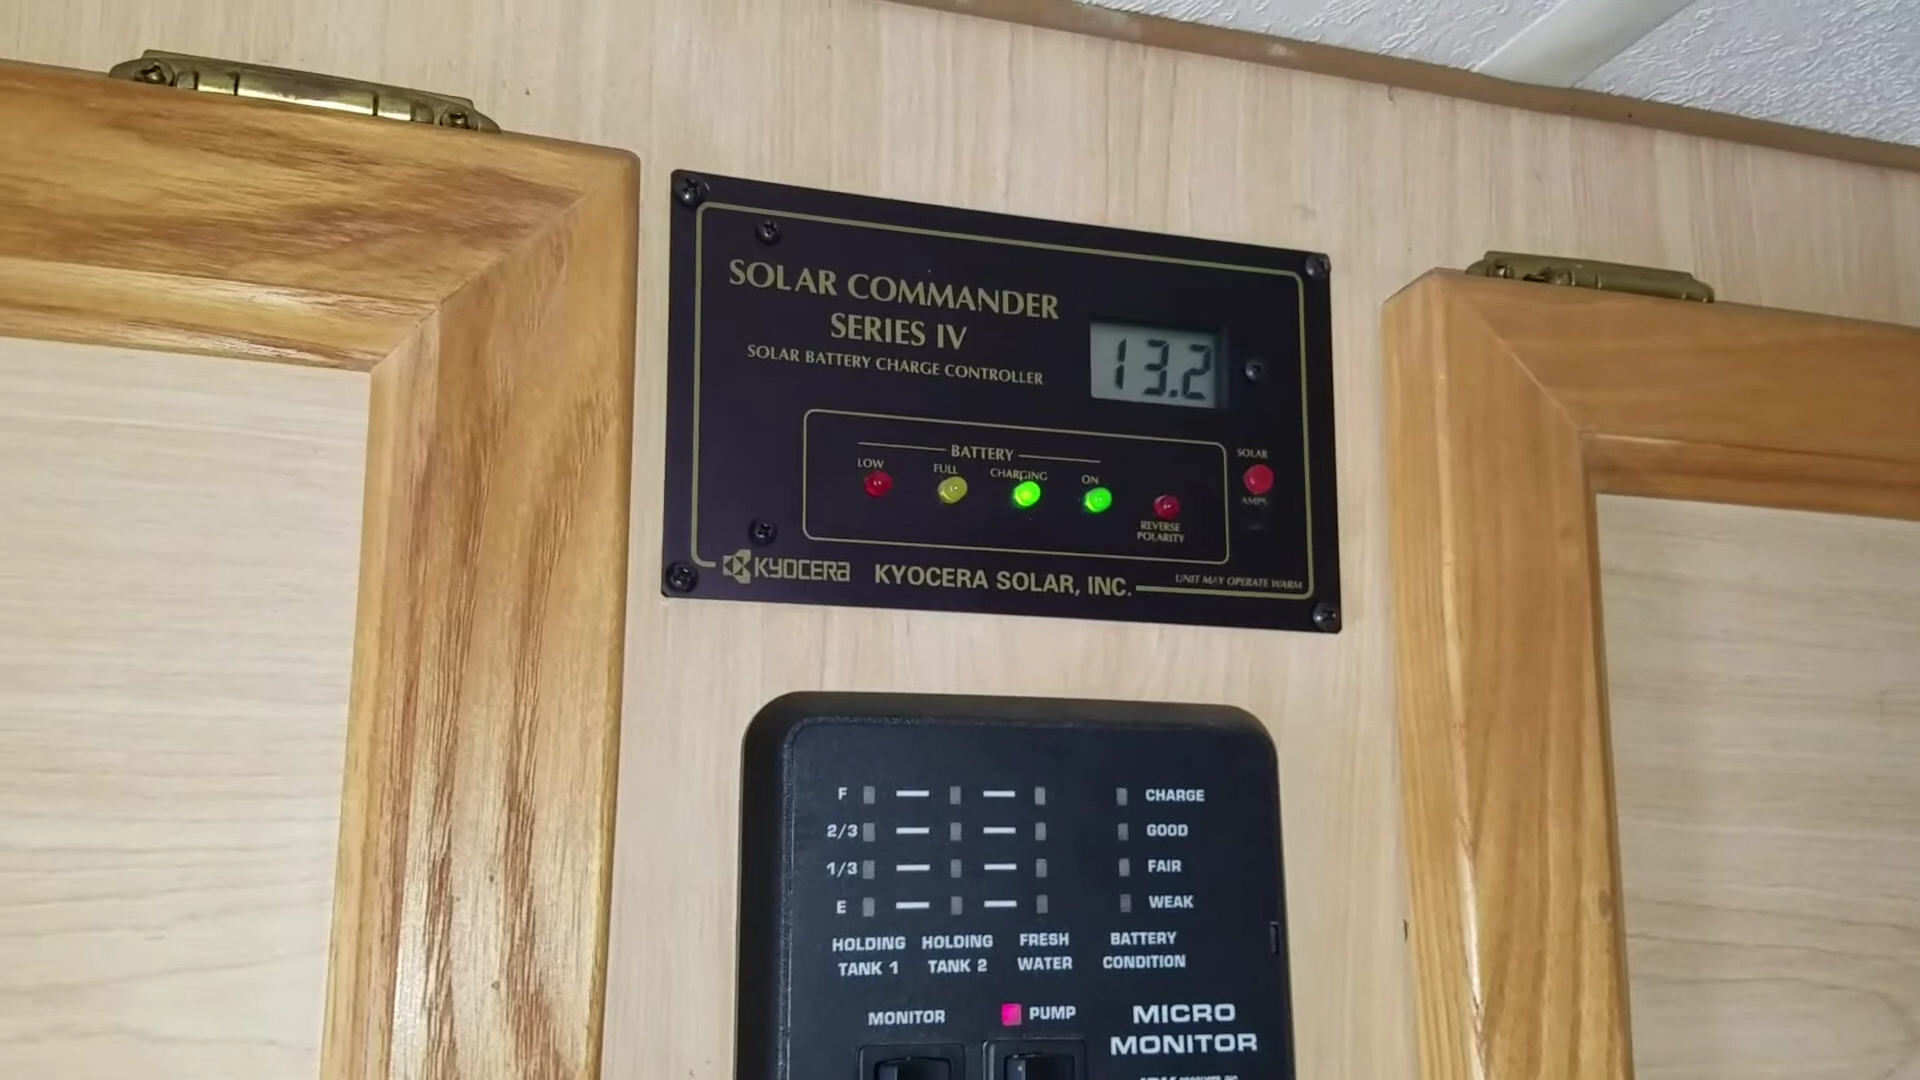 SOLAR COMMANDER
SERIES IV
SOLAR BATTERY CHARGE CONTROLLER
13.2
BATTERY
LOW FULL CHARGING ON
REVERSE
POLARITY
SOLAR
AMPS
KYOCERA KYOCERA SOLAR, INC. UNIT MAY OPERATE WARM
F CHARGE
2/3 GOOD
1/3 FAIR
E WEAK
HOLDING HOLDING FRESH BATTERY
TANK 1 TANK 2 WATER CONDITION
MONITOR PUMP
MICRO
MONITOR